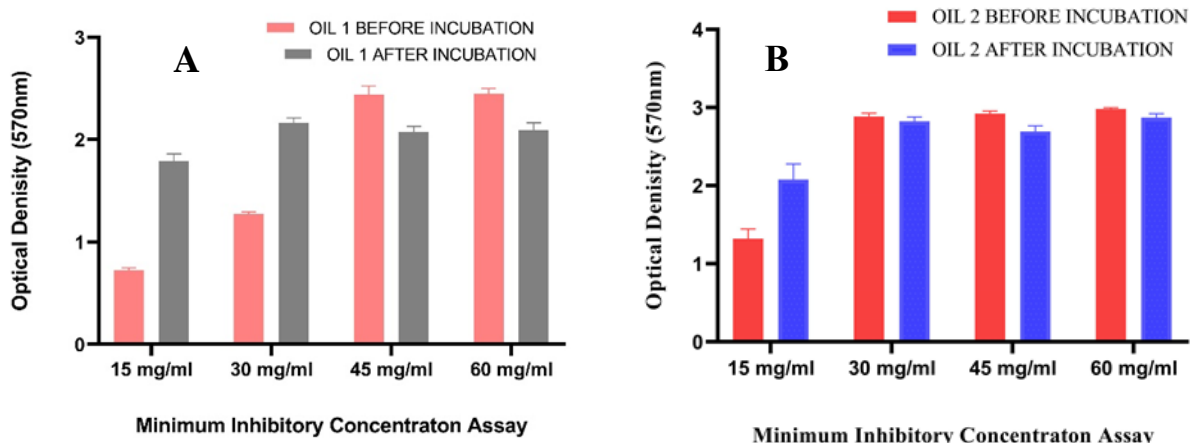 OIL 1 BEFORE INCUBATION
OIL 1 AFTER INCUBATION
A
3
2
1
0
Optical Denisity (570nm)
15 mg/ml 30 mg/ml 45 mg/ml 60 mg/ml
Minimum Inhibitory Concentraton Assay
OIL 2 BEFORE INCUBATION
OIL 2 AFTER INCUBATION
B
4
3
2
1
0
Optical Denisity (570nm)
15 mg/ml 30 mg/ml 45 mg/ml 60 mg/ml
Minimum Inhibitory Concentraton Assay